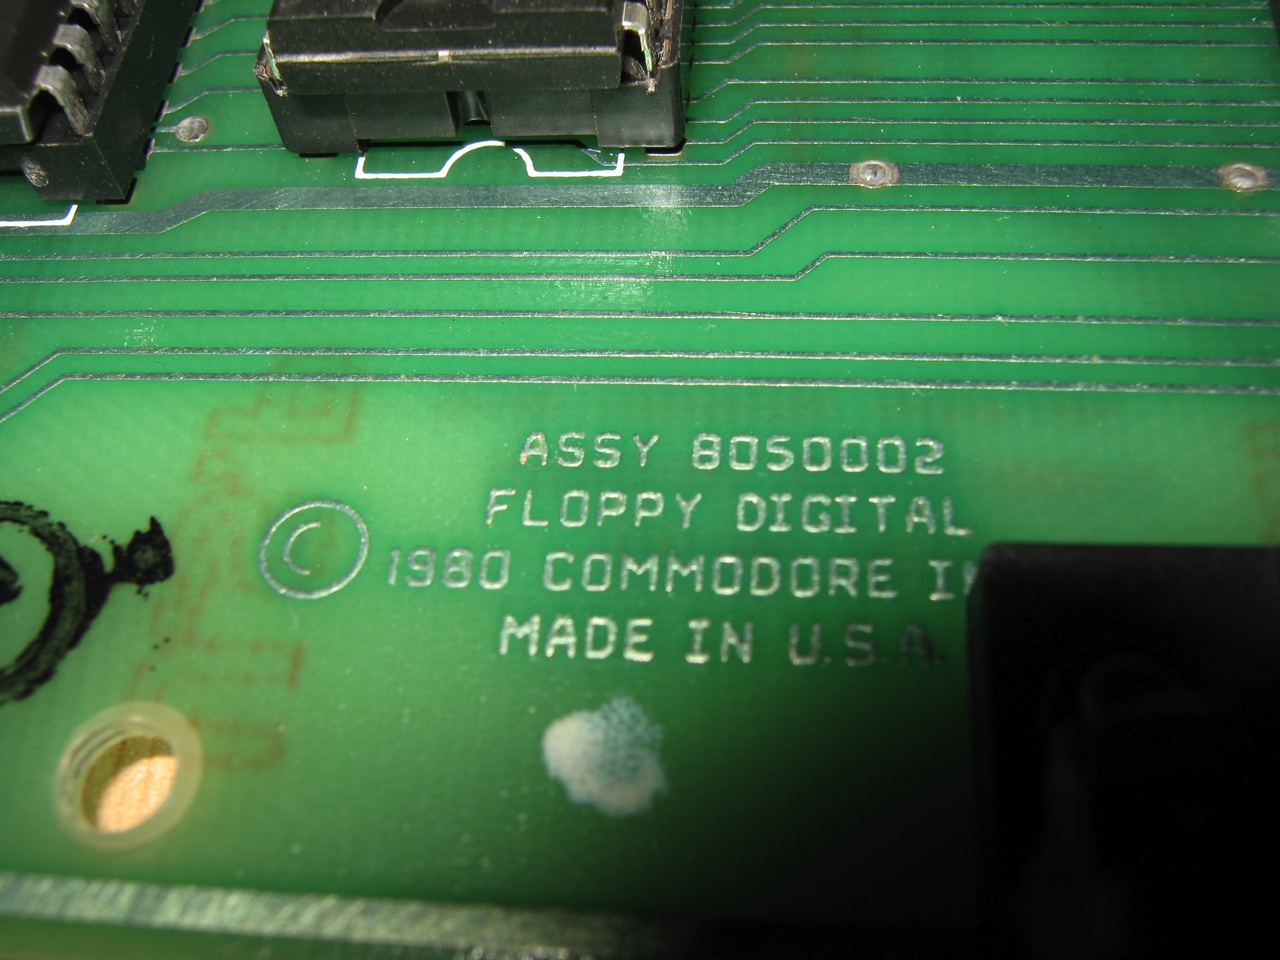 ASSY 8050002
FLOPPY DIGITAL
© 1980 COMMODORE
MADE IN U.S.A.